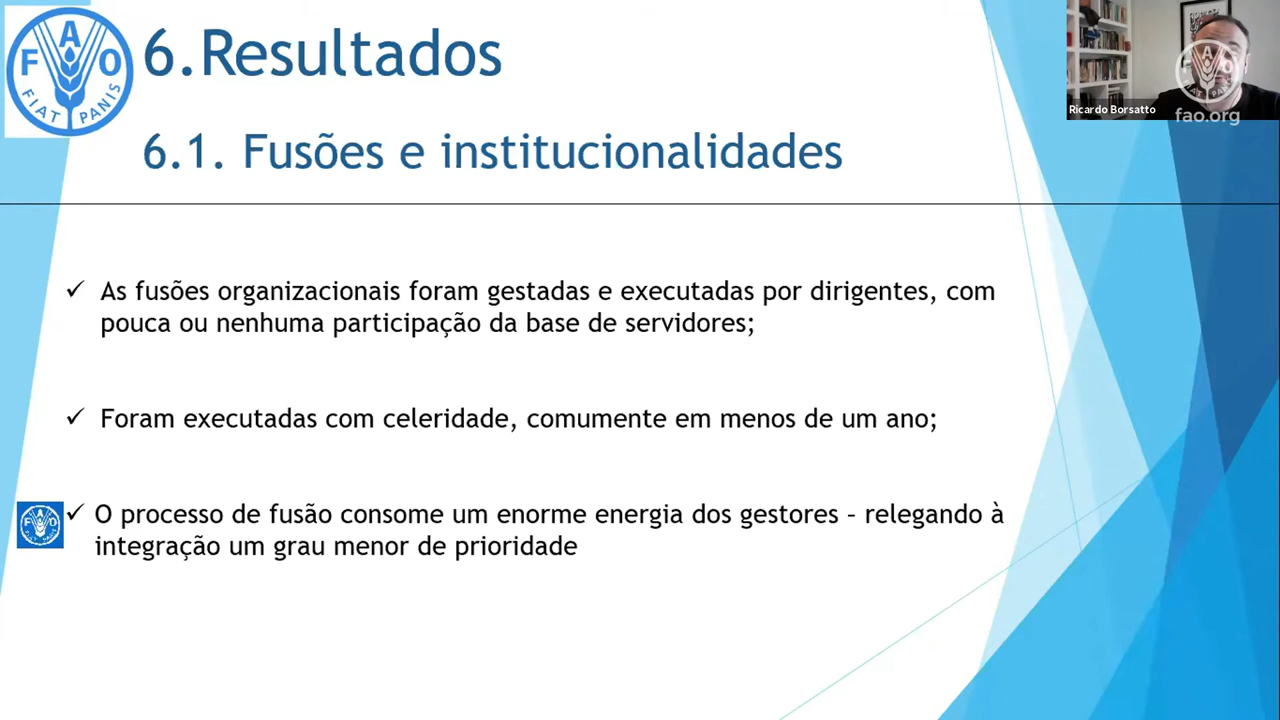 FAO
FIAT PANIS
6.Resultados
6.1. Fusões e institucionalidades
Ricardo Borsatto
fao.org
✓ As fusões organizacionais foram gestadas e executadas por dirigentes, com
pouca ou nenhuma participação da base de servidores;
✓ Foram executadas com celeridade, comumente em menos de um ano;
✓ O processo de fusão consome um enorme energia dos gestores – relegando à
integração um grau menor de prioridade